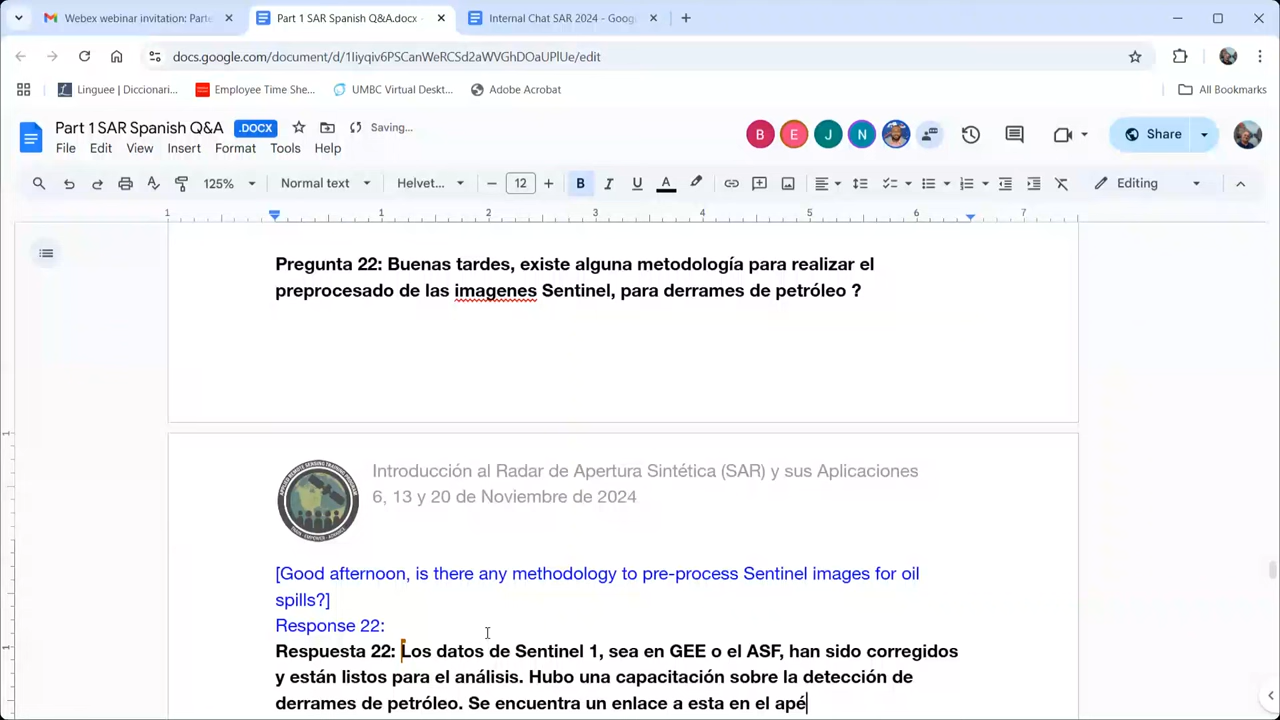 Webex webinar invitation: Parte
Part 1 SAR Spanish Q&A.docx -
Internal Chat SAR 2024 - Goog
docs.google.com/document/d/1Iiyqiv6PSCanWeRCSd2aWVGhDOaUPlUe/edit
Linguee | Diccionari...
Employee Time She...
UMBC Virtual Deskt...
Adobe Acrobat
All Bookmarks
Part 1 SAR Spanish Q&A .DOCX Saving...
B E J N
Share
File Edit View Insert Format Extensions Tools Help
125% Normal text Helvet... 12 B I U A Editing
1 1 2 3 4 5 6 7
Pregunta 22: Buenas tardes, existe alguna metodología para realizar el
preprocesado de las imagenes Sentinel, para derrames de petróleo ?
Introducción al Radar de Apertura Sintética (SAR) y sus Aplicaciones
6, 13 y 20 de Noviembre de 2024
[Good afternoon, is there any methodology to pre-process Sentinel images for oil
spills?]
Response 22:
Respuesta 22: Los datos de Sentinel 1, sea en GEE o el ASF, han sido corregidos
y están listos para el análisis. Hubo una capacitación sobre la detección de
derrames de petróleo. Se encuentra un enlace a esta en el apé